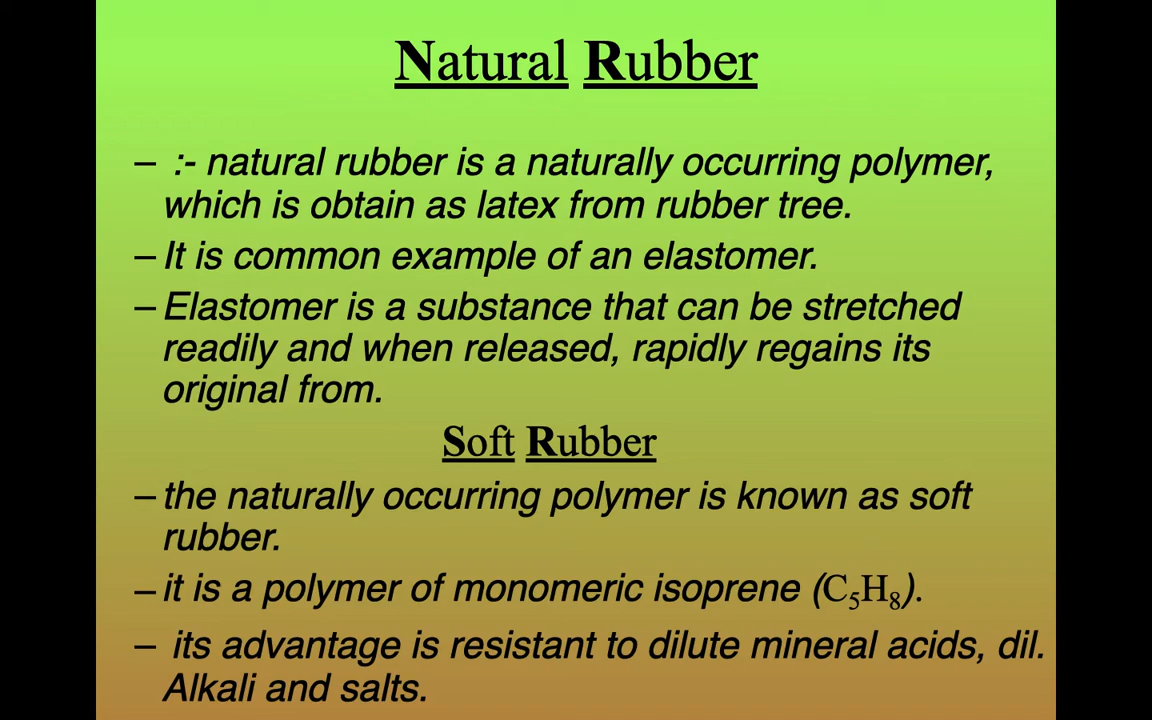 Natural Rubber
– :- natural rubber is a naturally occurring polymer,
which is obtain as latex from rubber tree.
– It is common example of an elastomer.
– Elastomer is a substance that can be stretched
readily and when released, rapidly regains its
original from.
Soft Rubber
– the naturally occurring polymer is known as soft
rubber.
– it is a polymer of monomeric isoprene (C₅H₈).
– its advantage is resistant to dilute mineral acids, dil.
Alkali and salts.